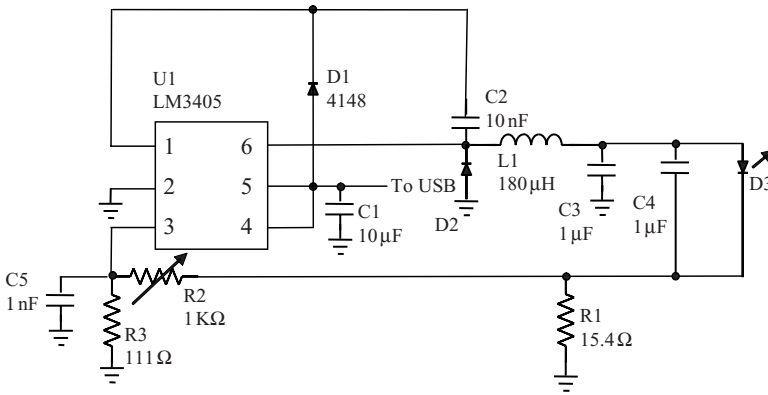 U1
LM3405
D1
4148
C2
10 nF
1
6
2
5
3
4
To USB
L1
180 µH
D2
C1
10 µF
C3
1 µF
C4
1 µF
D3
C5
1 nF
R2
1 KΩ
R3
111 Ω
R1
15.4 Ω